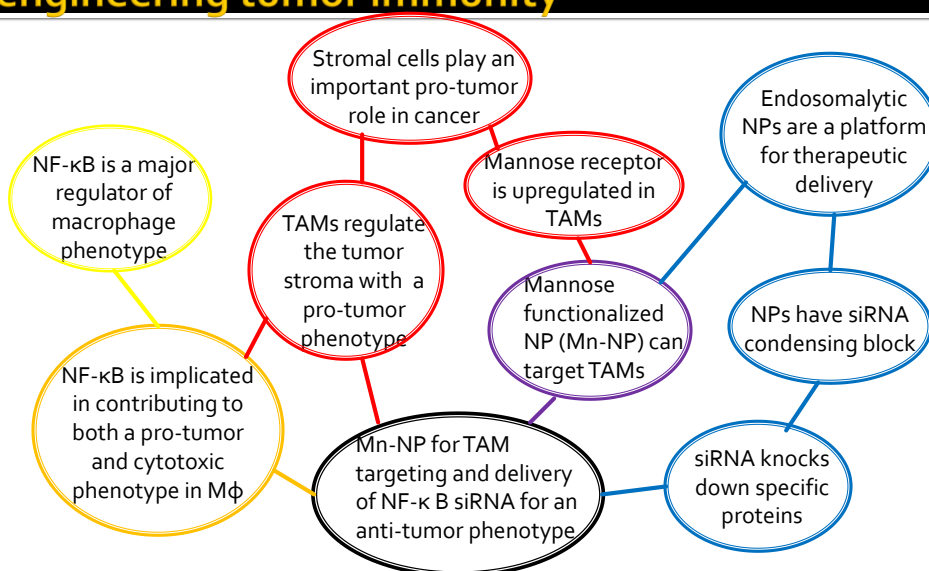 engineering tumor immunity
Stromal cells play an
important pro-tumor
role in cancer
Endosomalytic
NPs are a platform
for therapeutic
delivery
NF-κB is a major
regulator of
macrophage
phenotype
Mannose receptor
is upregulated in
TAMs
TAMs regulate
the tumor
stroma with a
pro-tumor
phenotype
Mannose
functionalized
NP (Mn-NP) can
target TAMs
NPs have siRNA
condensing block
NF-κB is implicated
in contributing to
both a pro-tumor
and cytotoxic
phenotype in Mϕ
Mn-NP for TAM
targeting and delivery
of NF-κ B siRNA for an
anti-tumor phenotype
siRNA knocks
down specific
proteins